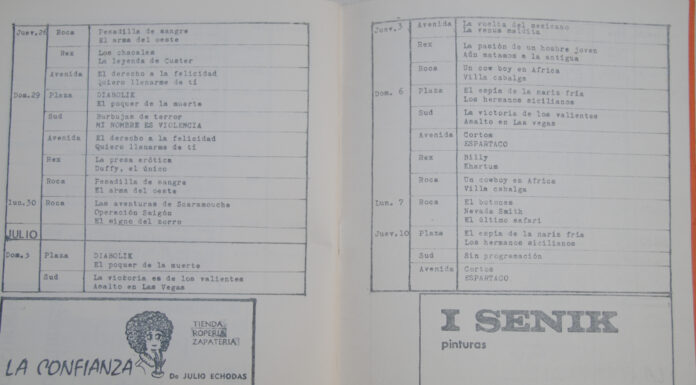 Juev.26 Roca Pesadilla de sangre
El arma del oeste
Rex Los chacales
La leyenda de Custer
Avenida El derecho a la felicidad
Quiero llenarme de ti
Dom.29 Plaza DIABOLIK
El poquer de la muerte
Sud Burbujas de terror
MI NOMBRE ES VIOLENCIA
Avenida El derecho a la felicidad
Quiero llenarme de ti
Rex La presa erótica
Duffy, el único
Roca Pesadilla de sangre
El arma del oeste
lun.30 Roca Las aventuras de Scaramouche
Operación Saigón
El signo del zorro
JULIO
Dom.3 Plaza DIABOLIK
El poquer de la muerte
Sud La victoria es de los valientes
Asalto en Las Vegas
LA CONFIANZA
TIENDA
ROPERIA
ZAPATERIA
De JULIO ECHODAS
Juev.3 Avenida La vuelta del mexicano
La venus maldita
Rex La pasión de un hombre joven
Aún matamos a la antigua
Roca Un cow boy en Africa
Villa cabalga
Dom. 6 Plaza El espía de la nariz fría
Los hermanos sicilianos
Sud La victoria de los valientes
Asalto en Las Vegas
Avenida Cortos
ESPARTACO
Rex Billy
Khartum
Roca Un cowboy en Africa
Villa cabalga
Lun. 7 Roca El botones
Nevada Smith
El último safari
Juev.10 Plaza El espía de la nariz fría
Los hermanos sicilianos
Sud Sin programación
Avenida Cortos
ESPARTACO
I SENIK
pinturas